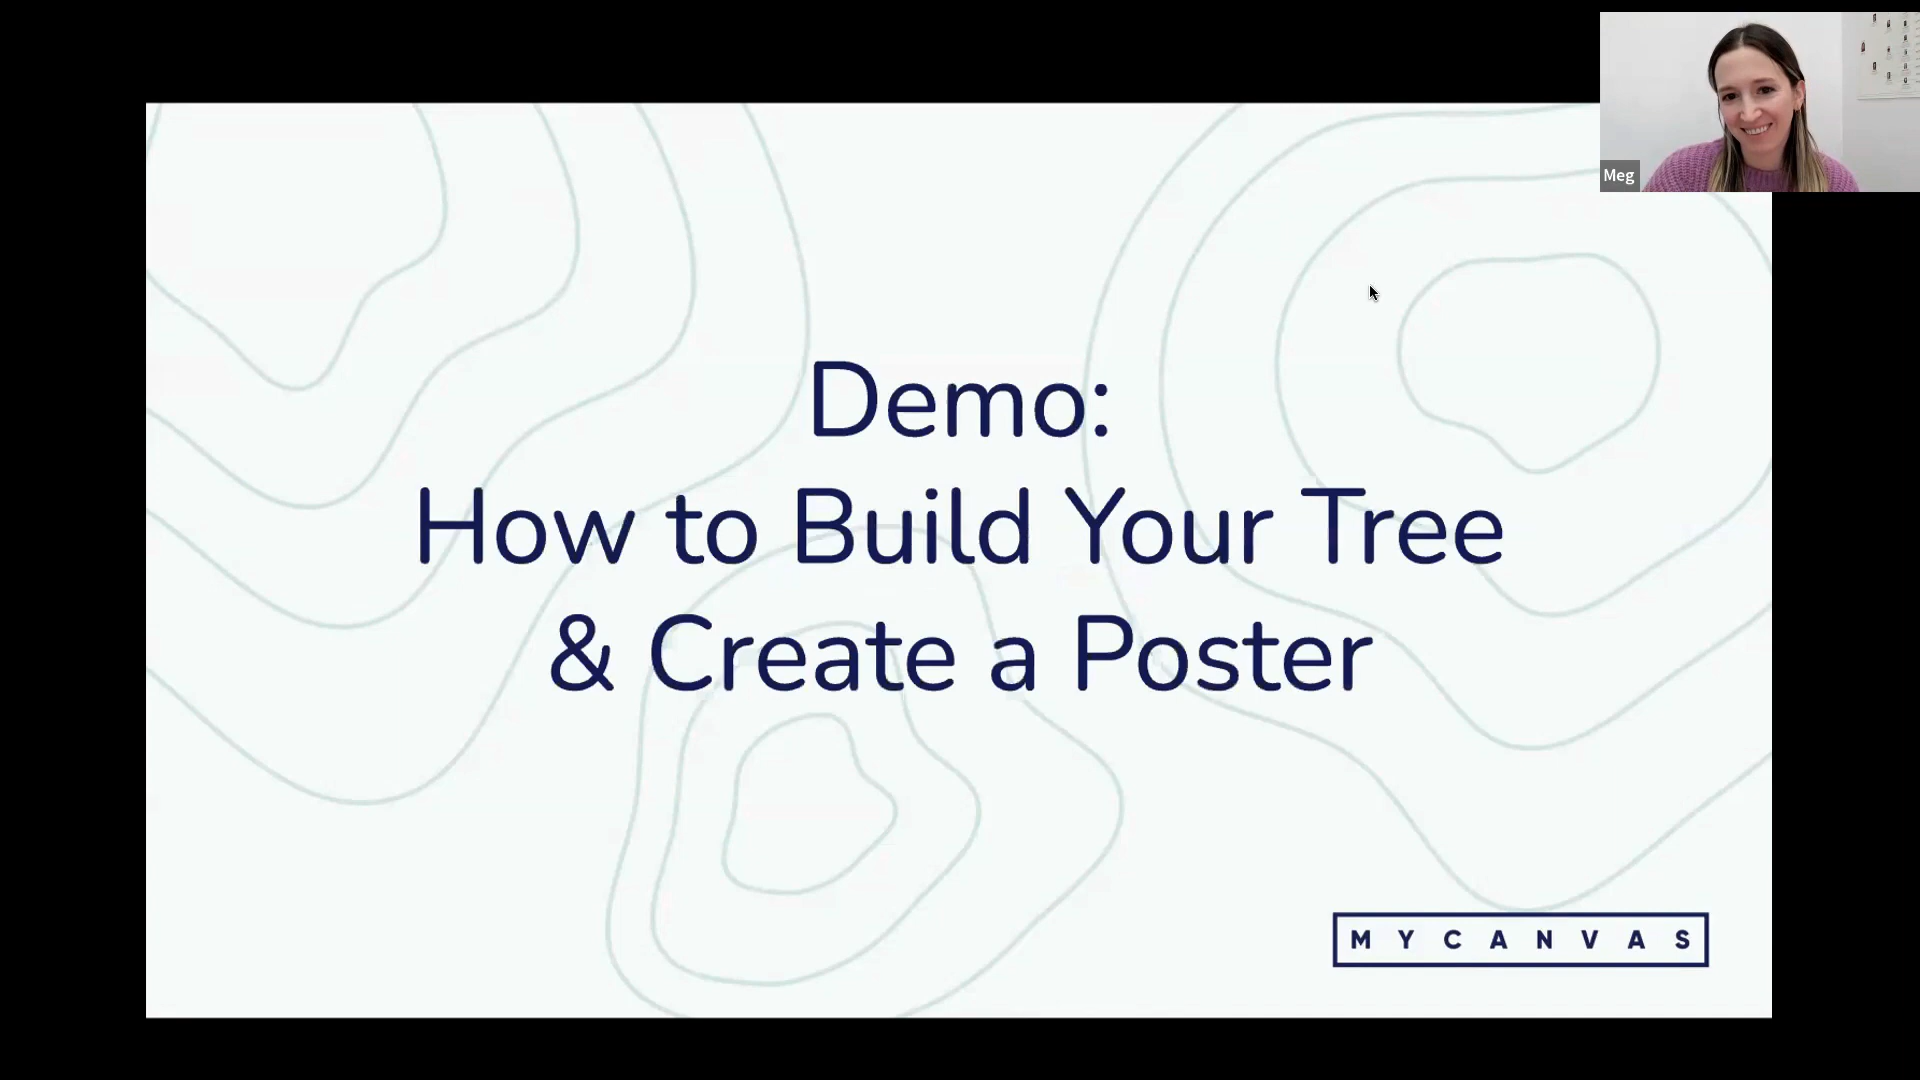 Meg
Demo:
How to Build Your Tree
& Create a Poster
MYCANVAS